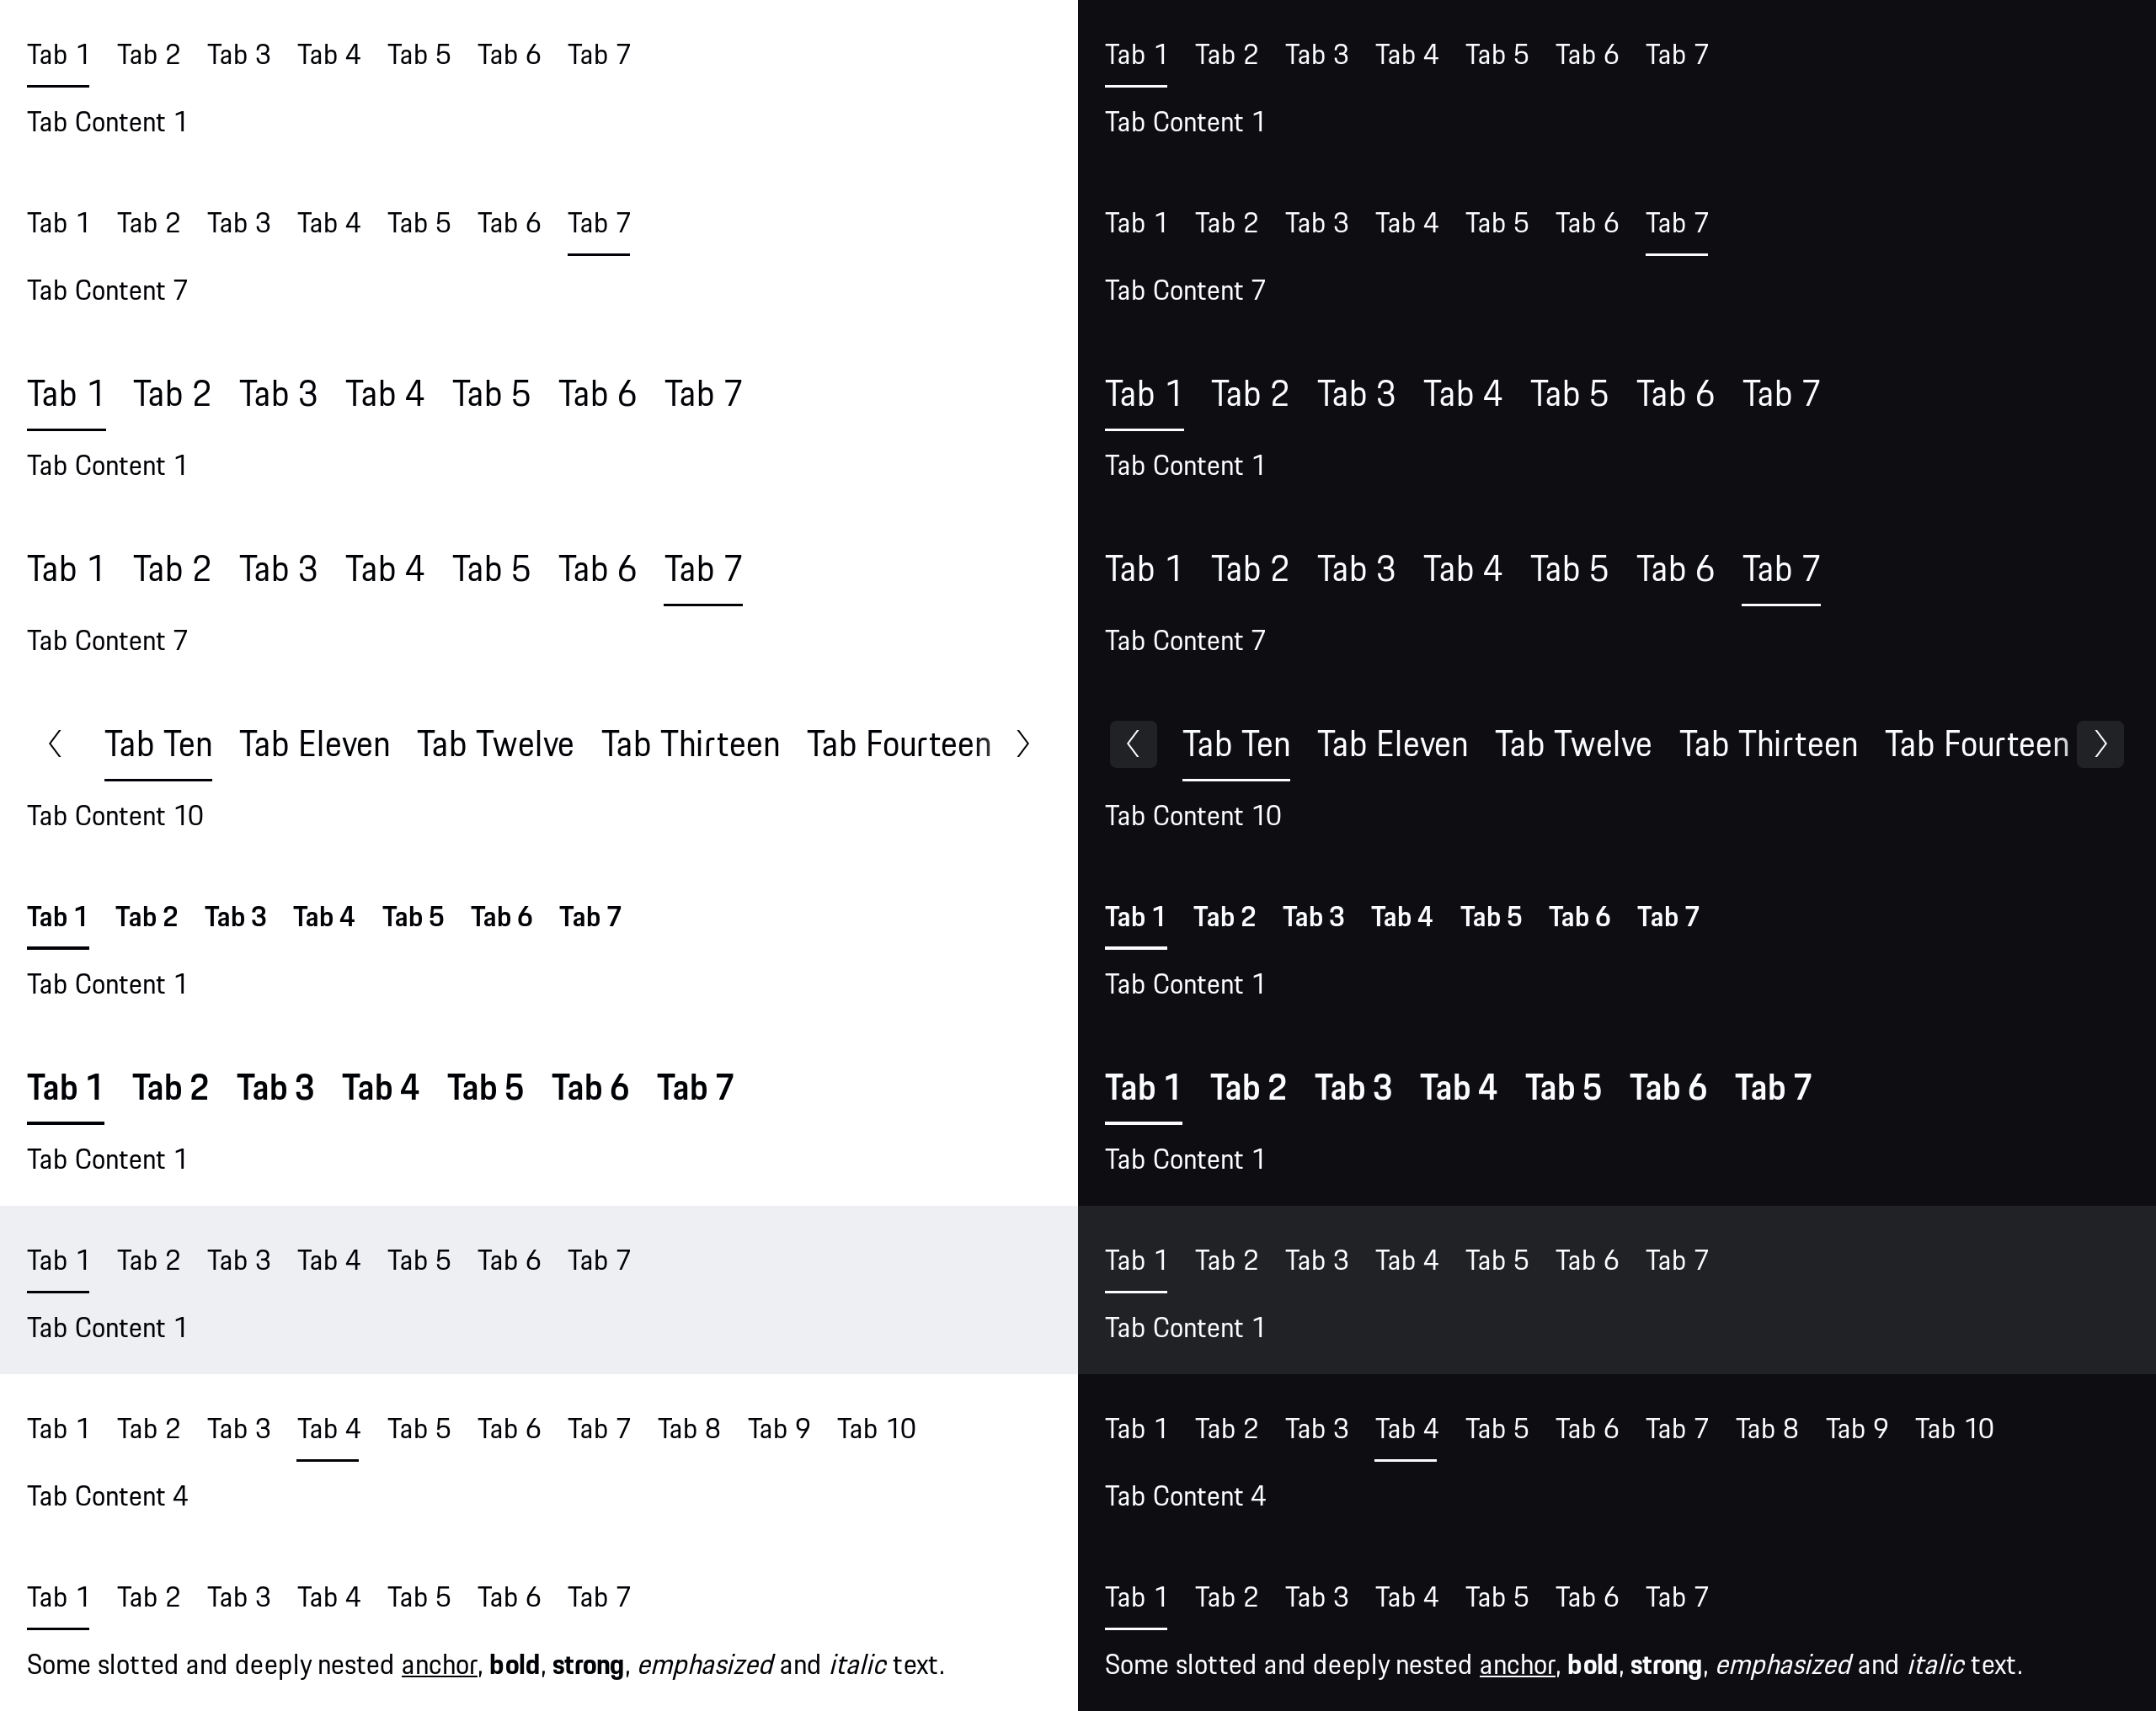 Tab 1 Tab 2 Tab 3 Tab 4 Tab 5 Tab 6 Tab 7
Tab Content 1
Tab 1 Tab 2 Tab 3 Tab 4 Tab 5 Tab 6 Tab 7
Tab Content 7
Tab 1 Tab 2 Tab 3 Tab 4 Tab 5 Tab 6 Tab 7
Tab Content 1
Tab 1 Tab 2 Tab 3 Tab 4 Tab 5 Tab 6 Tab 7
Tab Content 7
Tab Ten Tab Eleven Tab Twelve Tab Thirteen Tab Fourteen
Tab Content 10
Tab 1 Tab 2 Tab 3 Tab 4 Tab 5 Tab 6 Tab 7
Tab Content 1
Tab 1 Tab 2 Tab 3 Tab 4 Tab 5 Tab 6 Tab 7
Tab Content 1
Tab 1 Tab 2 Tab 3 Tab 4 Tab 5 Tab 6 Tab 7
Tab Content 1
Tab 1 Tab 2 Tab 3 Tab 4 Tab 5 Tab 6 Tab 7 Tab 8 Tab 9 Tab 10
Tab Content 4
Tab 1 Tab 2 Tab 3 Tab 4 Tab 5 Tab 6 Tab 7
Some slotted and deeply nested anchor, bold, strong, emphasized and italic text.
Tab 1 Tab 2 Tab 3 Tab 4 Tab 5 Tab 6 Tab 7
Tab Content 1
Tab 1 Tab 2 Tab 3 Tab 4 Tab 5 Tab 6 Tab 7
Tab Content 7
Tab 1 Tab 2 Tab 3 Tab 4 Tab 5 Tab 6 Tab 7
Tab Content 1
Tab 1 Tab 2 Tab 3 Tab 4 Tab 5 Tab 6 Tab 7
Tab Content 7
Tab Ten Tab Eleven Tab Twelve Tab Thirteen Tab Fourteen
Tab Content 10
Tab 1 Tab 2 Tab 3 Tab 4 Tab 5 Tab 6 Tab 7
Tab Content 1
Tab 1 Tab 2 Tab 3 Tab 4 Tab 5 Tab 6 Tab 7
Tab Content 1
Tab 1 Tab 2 Tab 3 Tab 4 Tab 5 Tab 6 Tab 7
Tab Content 1
Tab 1 Tab 2 Tab 3 Tab 4 Tab 5 Tab 6 Tab 7 Tab 8 Tab 9 Tab 10
Tab Content 4
Tab 1 Tab 2 Tab 3 Tab 4 Tab 5 Tab 6 Tab 7
Some slotted and deeply nested anchor, bold, strong, emphasized and italic text.